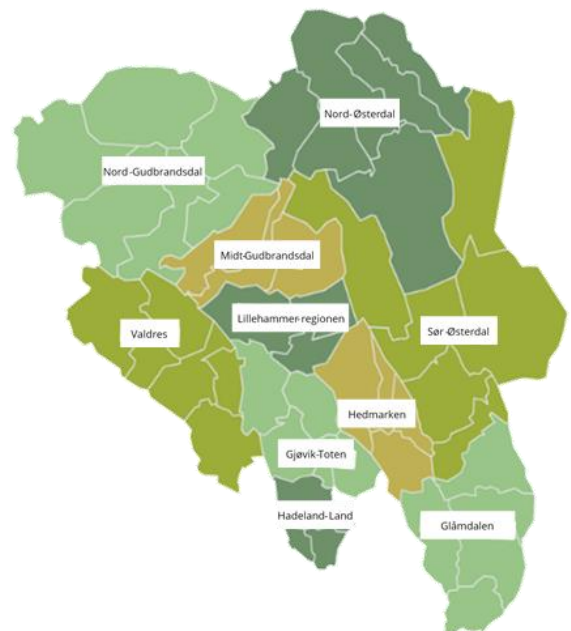 Nord-Østerdal
Nord-Gudbrandsdal
Midt-Gudbrandsdal
Lillehammer-regionen
Valdres
Sør-Østerdal
Hedmarken
Gjøvik-Toten
Hadeland-Land
Glåmdalen